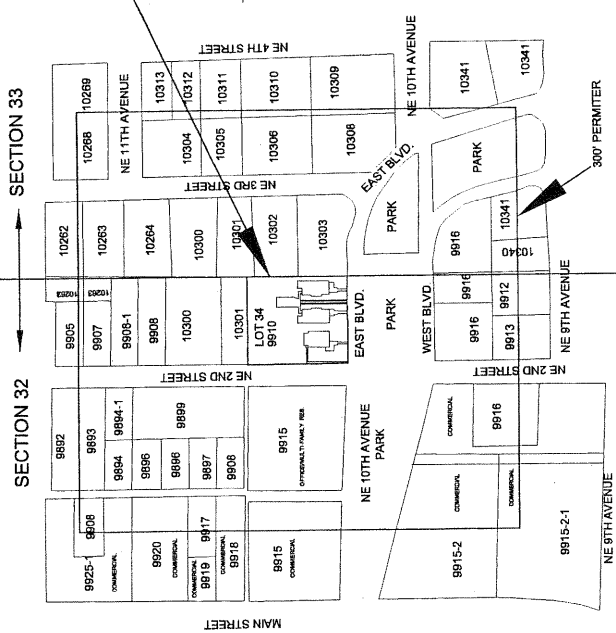 SECTION 32
SECTION 33
NE 4TH STREET
10269
10268
NE 11TH AVENUE
10313
10312
10311
10310
10309
10304
10305
10306
10308
NE 10TH AVENUE
10341
10341
NE 3RD STREET
EAST BLVD.
PARK
300' PERMITER
10262
10263
10264
10300
10301
10302
10303
PARK
9916
10341
10340
10263
10263
9905
9907
9908-1
9908
10300
10301
LOT 34
9910
EAST BLVD.
PARK
WEST BLVD.
9916
9916
9912
9913
NE 9TH AVENUE
NE 2ND STREET
NE 2ND STREET
9892
9893
9894-1
9894
9899
9896
9896
9897
9906
9915
OFFICE/MULTI-FAMILY RES.
NE 10TH AVENUE
PARK
COMMERCIAL
9916
9908
9925-1
COMMERCIAL
9920
COMMERCIAL
9917
COMMERCIAL
9919
9918
COMMERCIAL
9915
COMMERCIAL
9915-2
COMMERCIAL
COMMERCIAL
9915-2-1
NE 9TH AVENUE
MAIN STREET